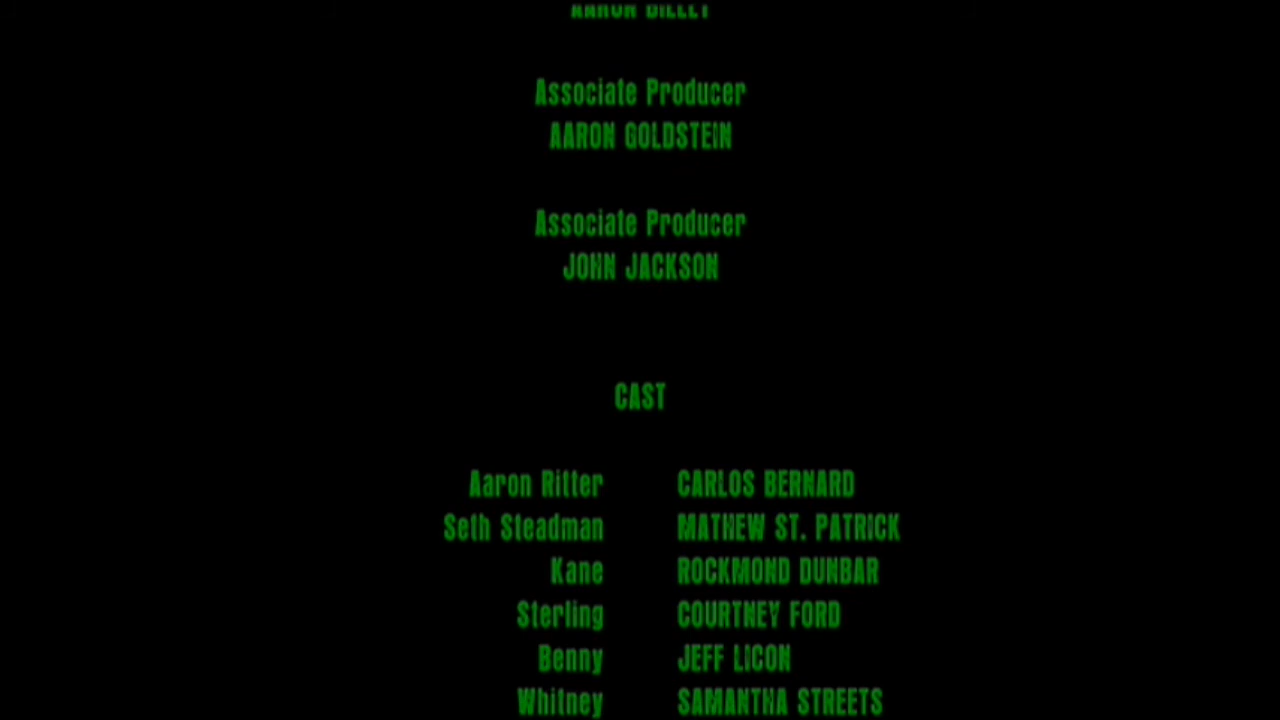 Associate Producer
AARON GOLDSTEIN
Associate Producer
JOHN JACKSON
CAST
Aaron Ritter CARLOS BERNARD
Seth Steadman MATHEW ST. PATRICK
Kane ROCKMOND DUNBAR
Sterling COURTNEY FORD
Benny JEFF LICON
Whitney SAMANTHA STREETS